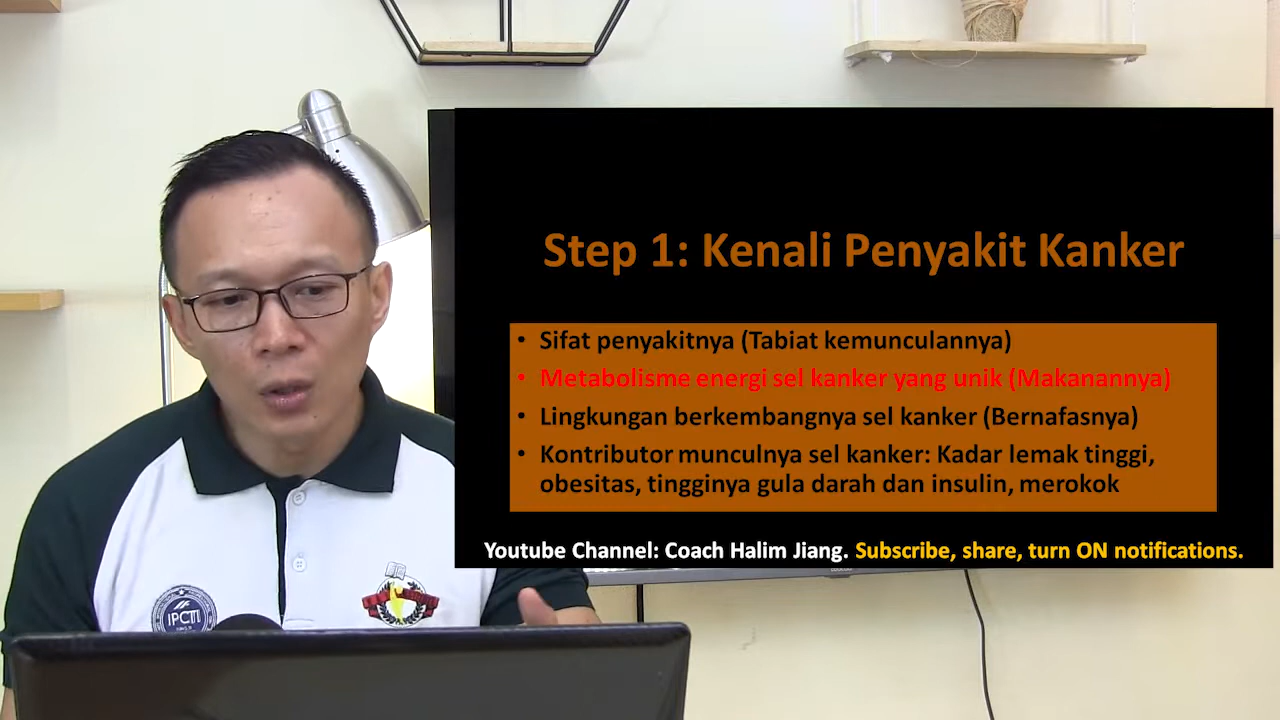 Step 1: Kenali Penyakit Kanker
• Sifat penyakitnya (Tabiat kemunculannya)
• Metabolisme energi sel kanker yang unik (Makanannya)
• Lingkungan berkembangnya sel kanker (Bernafasnya)
• Kontributor munculnya sel kanker: Kadar lemak tinggi,
obesitas, tingginya gula darah dan insulin, merokok
Youtube Channel: Coach Halim Jiang. Subscribe, share, turn ON notifications.
IPCTI